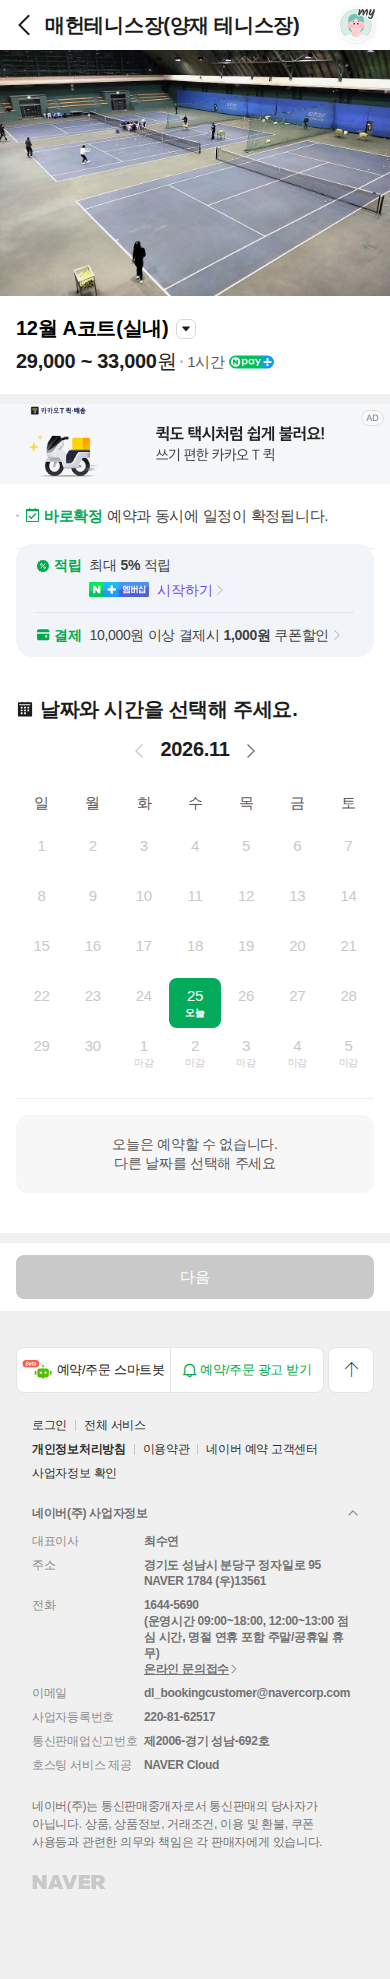 매헌테니스장(양재 테니스장)
my
12월 A코트(실내)
29,000 ~ 33,000원 · 1시간 N pay +
카카오T 퀵·배송
AD
퀵도 택시처럼 쉽게 불러요!
쓰기 편한 카카오 T 퀵
· 바로확정 예약과 동시에 일정이 확정됩니다.
% 적립 최대 5% 적립
N + 멤버십 시작하기
결제 10,000원 이상 결제시 1,000원 쿠폰할인
날짜와 시간을 선택해 주세요.
2026.11
일 월 화 수 목 금 토
1 2 3 4 5 6 7
8 9 10 11 12 13 14
15 16 17 18 19 20 21
22 23 24 25 26 27 28
오늘
29 30 1 2 3 4 5
마감 마감 마감 마감 마감
오늘은 예약할 수 없습니다.
다른 날짜를 선택해 주세요
다음
Beta 예약/주문 스마트봇 예약/주문 광고 받기
로그인 전체 서비스
개인정보처리방침 이용약관 네이버 예약 고객센터
사업자정보 확인
네이버(주) 사업자정보
대표이사 최수연
주소 경기도 성남시 분당구 정자일로 95
NAVER 1784 (우)13561
전화 1644-5690
(운영시간 09:00~18:00, 12:00~13:00 점
심 시간, 명절 연휴 포함 주말/공휴일 휴
무)
온라인 문의접수
이메일 dl_bookingcustomer@navercorp.com
사업자등록번호 220-81-62517
통신판매업신고번호 제2006-경기 성남-692호
호스팅 서비스 제공 NAVER Cloud
네이버(주)는 통신판매중개자로서 통신판매의 당사자가
아닙니다. 상품, 상품정보, 거래조건, 이용 및 환불, 쿠폰
사용등과 관련한 의무와 책임은 각 판매자에게 있습니다.
NAVER